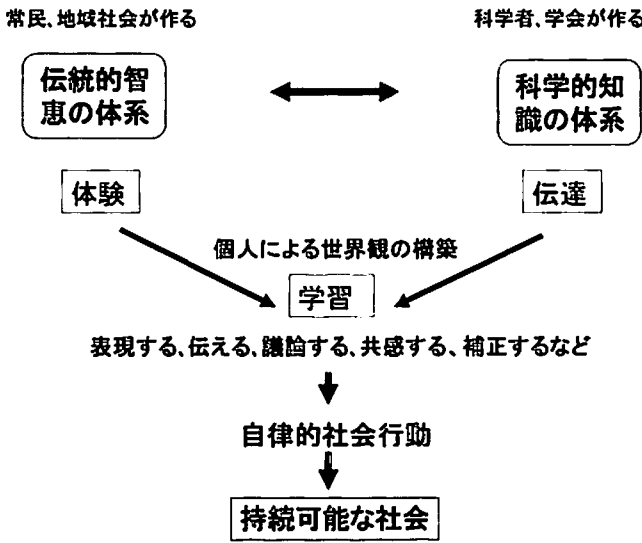 常民、地域社会が作る
科学者、学会が作る
伝統的智
恵の体系
科学的知
識の体系
体験
伝達
個人による世界観の構築
学習
表現する、伝える、議論する、共感する、補正するなど
自律的社会行動
持続可能な社会